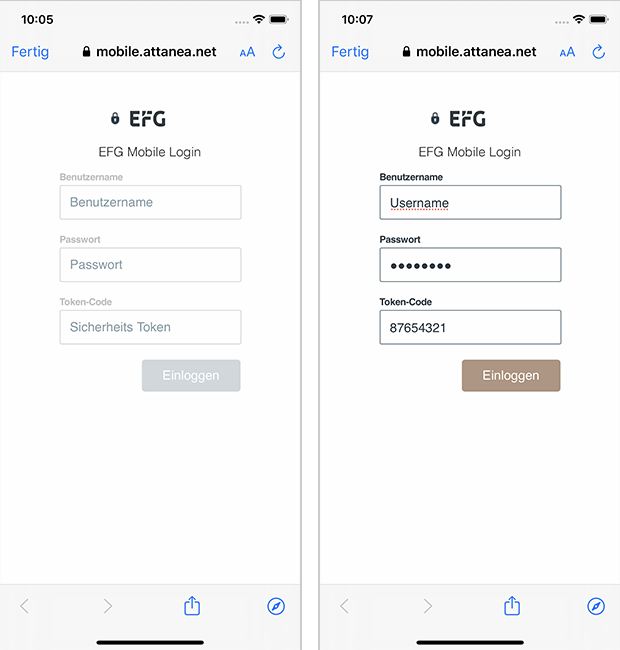 10:05
Fertig mobile.attanea.net AA
EFG
EFG Mobile Login
Benutzername
Benutzername
Passwort
Passwort
Token-Code
Sicherheits Token
Einloggen
10:07
Fertig mobile.attanea.net AA
EFG
EFG Mobile Login
Benutzername
Username
Passwort
••••••••
Token-Code
87654321
Einloggen